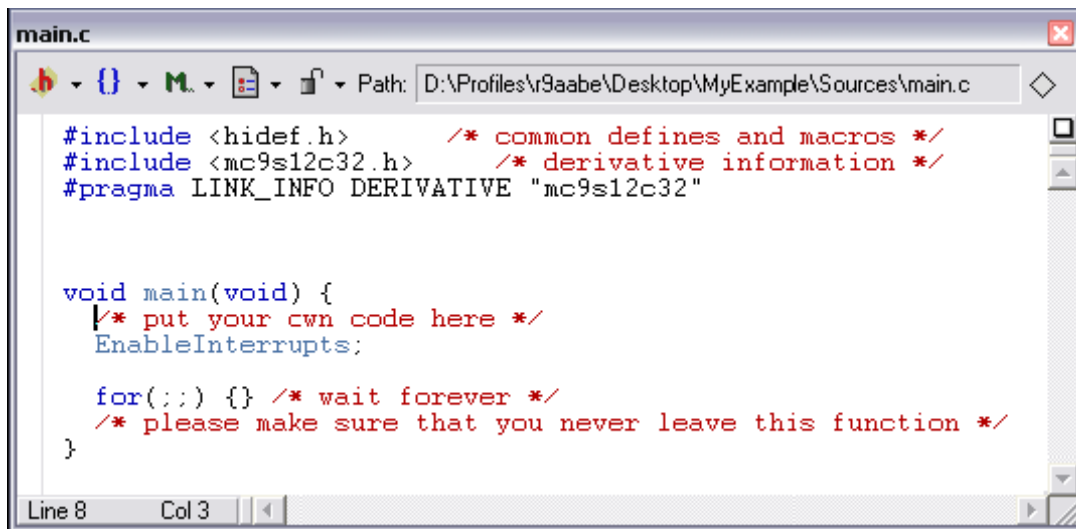 main.c
h {} M. Path: D:\Profiles\r9aabe\Desktop\MyExample\Sources\main.c
#include <hidef.h> /* common defines and macros */
#include <mc9s12c32.h> /* derivative information */
#pragma LINK_INFO DERIVATIVE "mc9s12c32"
void main(void) {
/* put your cwn code here */
EnableInterrupts;
for(;;) {} /* wait forever */
/* please make sure that you never leave this function */
}
Line 8 Col 3